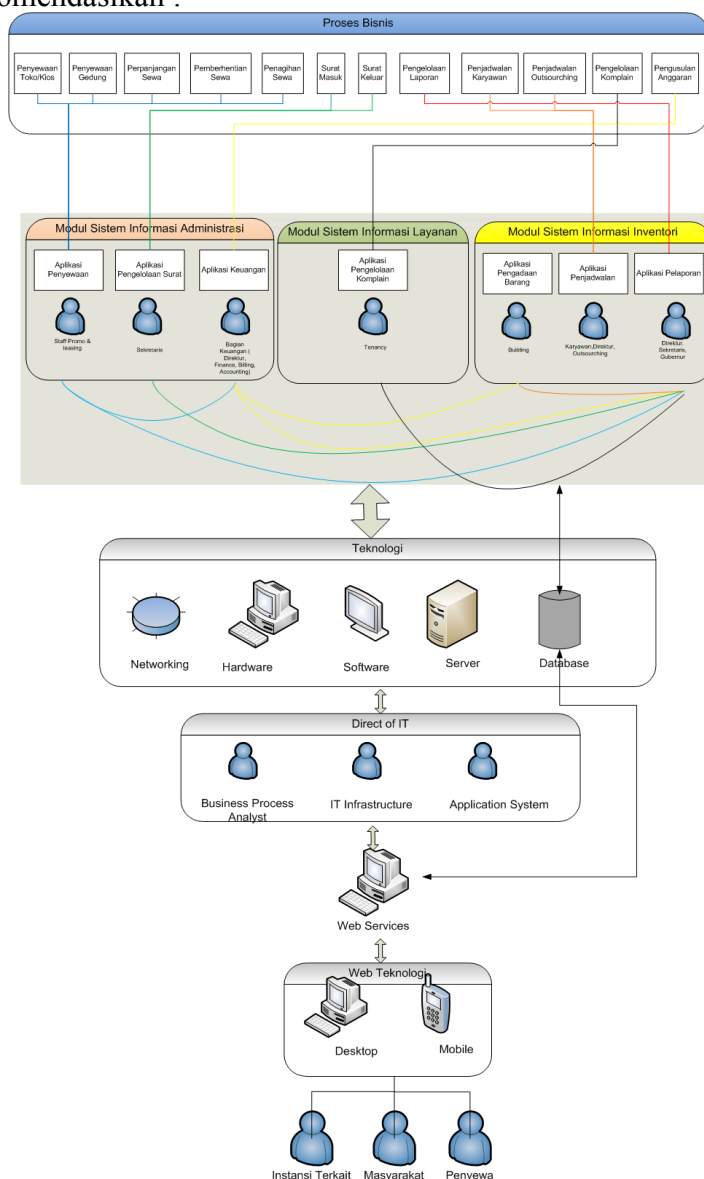 omendasikan :
Proses Bisnis
Penyewaan
Toko/Kios
Penyewaan
Gedung
Perpanjangan
Sewa
Pemberhentian
Sewa
Penagihan
Sewa
Surat
Masuk
Surat
Keluar
Pengelolaan
Laporan
Penjadwalan
Karyawan
Penjadwalan
Outsourching
Pengelolaan
Komplain
Pengusulan
Anggaran
Modul Sistem Informasi Administrasi
Modul Sistem Informasi Layanan
Modul Sistem Informasi Inventori
Aplikasi
Penyewaan
Aplikasi
Pengelolaan Surat
Aplikasi Keuangan
Aplikasi
Pengelolaan
Komplain
Aplikasi
Pengadaan
Barang
Aplikasi
Penjadwalan
Aplikasi Pelaporan
Staff Promo &
leasing
Sekretaris
Bagian
Keuangan (
Direktur,
Finance, Billing,
Accounting)
Tenancy
Building
Karyawan,Direktur,
Outsourching
Direktur.
Sekretaris,
Gubernur
Teknologi
Networking
Hardware
Software
Server
Database
Direct of IT
Business Process
Analyst
IT Infrastructure
Application System
Web Services
Web Teknologi
Desktop
Mobile
Instansi Terkait
Masyarakat
Penyewa